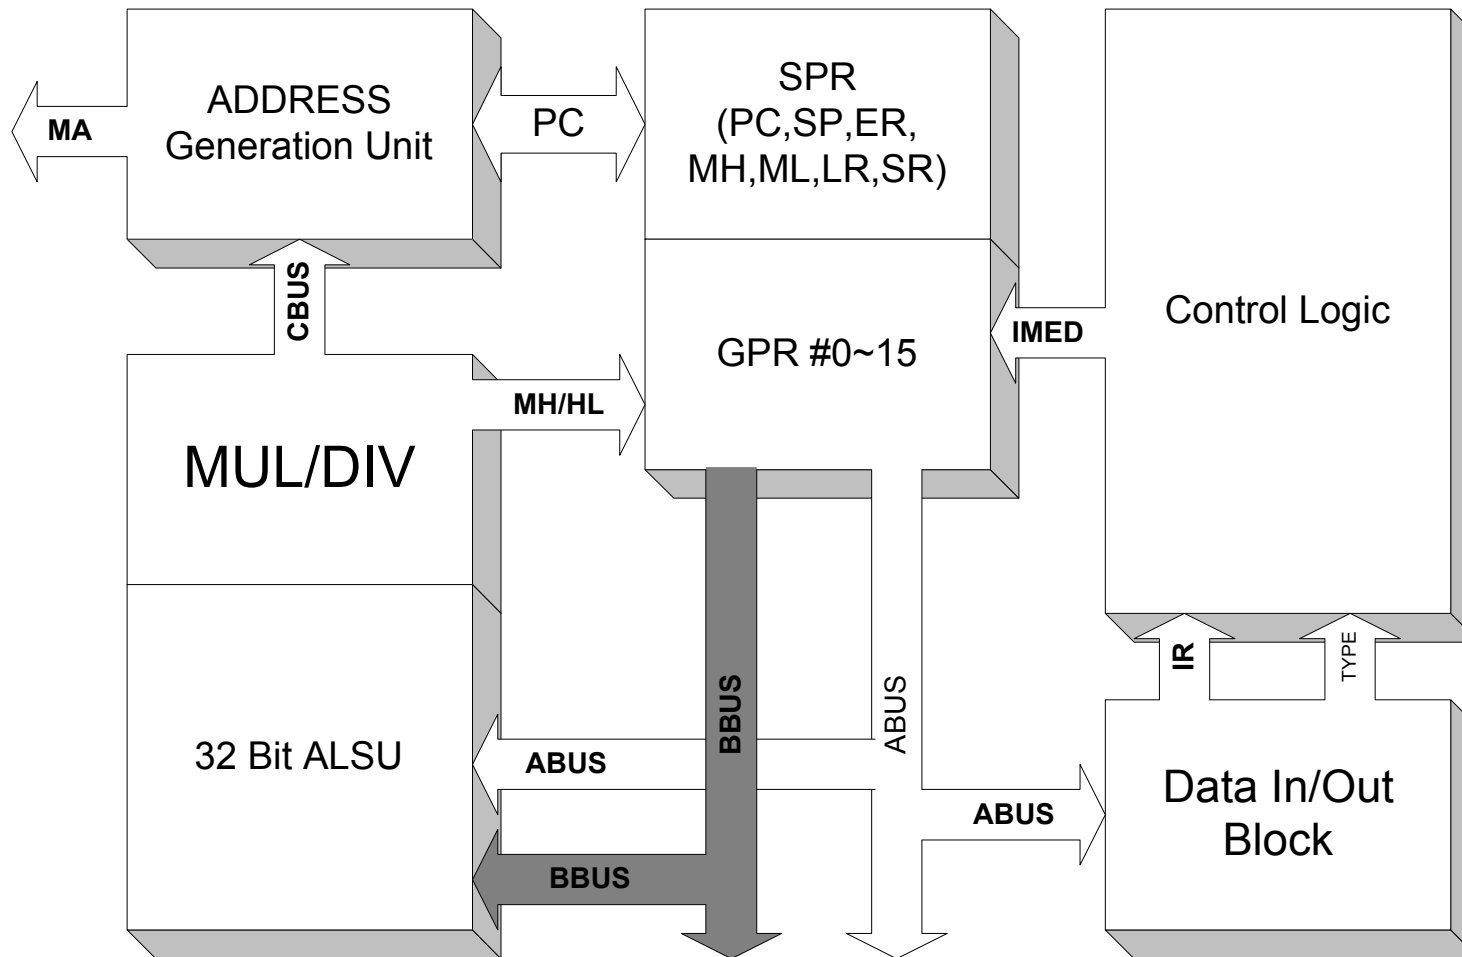 ADDRESS
Generation Unit
MA
PC
SPR
(PC,SP,ER,
MH,ML,LR,SR)
CBUS
GPR #0~15
IMED
Control Logic
MH/HL
MUL/DIV
IR
TYPE
BBUS
ABUS
32 Bit ALSU
ABUS
ABUS
Data In/Out
Block
BBUS